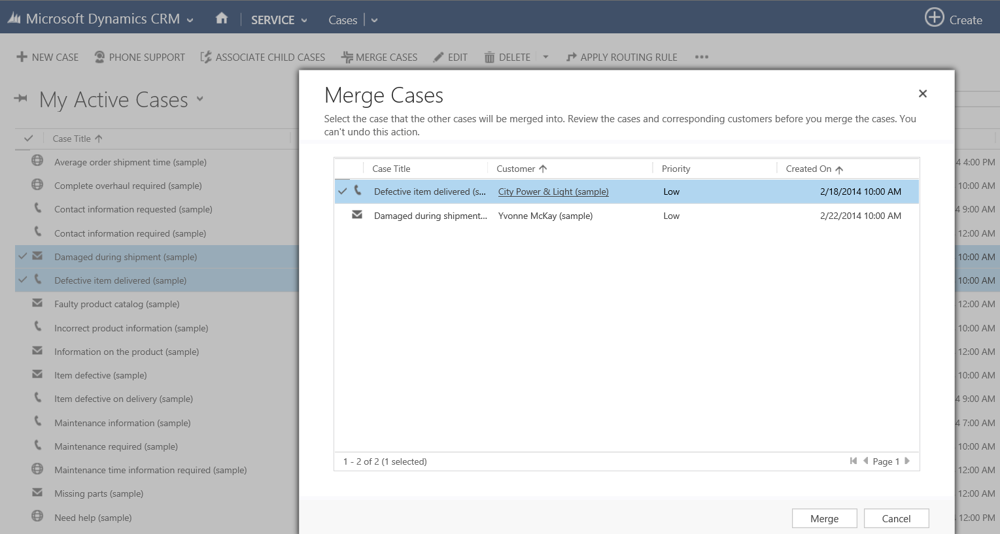 Microsoft Dynamics CRM SERVICE Cases Create
NEW CASE PHONE SUPPORT ASSOCIATE CHILD CASES MERGE CASES EDIT DELETE APPLY ROUTING RULE •••
My Active Cases
Case Title
Average order shipment time (sample) 4 4:00 PM
Complete overhaul required (sample) 10:00 AM
Contact information requested (sample) 4 9:00 AM
Contact information required (sample) 12:00 AM
Damaged during shipment (sample) 10:00 AM
Defective item delivered (sample) 10:00 AM
Faulty product catalog (sample) 12:00 AM
Incorrect product information (sample) 10:00 AM
Information on the product (sample) 12:00 AM
Item defective (sample) 10:00 AM
Item defective on delivery (sample) 4 9:00 AM
Maintenance information (sample) 4 7:00 AM
Maintenance required (sample) 10:00 AM
Maintenance time information required (sample) 12:00 AM
Missing parts (sample) 12:00 AM
Need help (sample) 12:00 PM
Merge Cases
Select the case that the other cases will be merged into. Review the cases and corresponding customers before you merge the cases. You
can't undo this action.
Case Title Customer Priority Created On
Defective item delivered (s... City Power & Light (sample) Low 2/18/2014 10:00 AM
Damaged during shipment... Yvonne McKay (sample) Low 2/22/2014 10:00 AM
1 - 2 of 2 (1 selected) Page 1
Merge Cancel